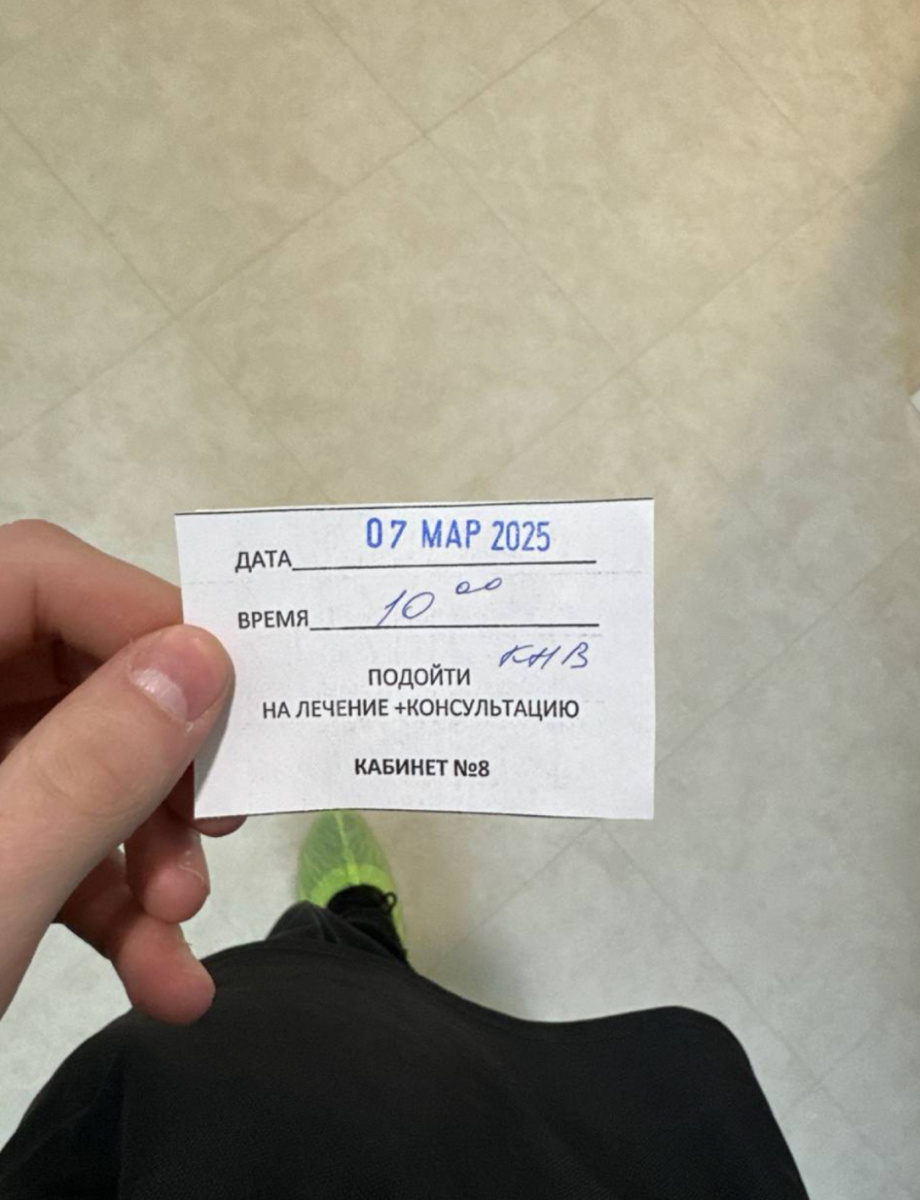 ДАТА 07 МАР 2025
ВРЕМЯ 10 00
КНВ
ПОДОЙТИ
НА ЛЕЧЕНИЕ +КОНСУЛЬТАЦИЮ
КАБИНЕТ №8